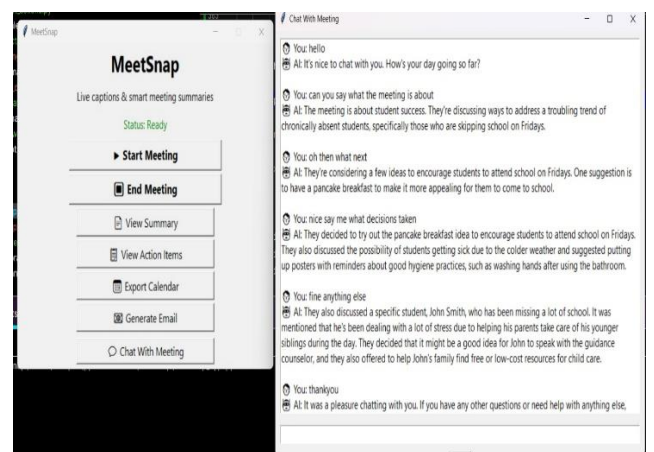 MeetSnap
MeetSnap
Live captions & smart meeting summaries
Status: Ready
Start Meeting
End Meeting
View Summary
View Action Items
Export Calendar
Generate Email
Chat With Meeting
Chat With Meeting
You: hello
AI: It's nice to chat with you. How's your day going so far?
You: can you say what the meeting is about
AI: The meeting is about student success. They're discussing ways to address a troubling trend of
chronically absent students, specifically those who are skipping school on Fridays.
You: oh then what next
AI: They're considering a few ideas to encourage students to attend school on Fridays. One suggestion is
to have a pancake breakfast to make it more appealing for them to come to school.
You: nice say me what decisions taken
AI: They decided to try out the pancake breakfast idea to encourage students to attend school on Fridays.
They also discussed the possibility of students getting sick due to the colder weather and suggested putting
up posters with reminders about good hygiene practices, such as washing hands after using the bathroom.
You: fine anything else
AI: They also discussed a specific student, John Smith, who has been missing a lot of school. It was
mentioned that he's been dealing with a lot of stress due to helping his parents take care of his younger
siblings during the day. They decided that it might be a good idea for John to speak with the guidance
counselor, and they also offered to help John's family find free or low-cost resources for child care.
You: thankyou
AI: It was a pleasure chatting with you. If you have any other questions or need help with anything else,